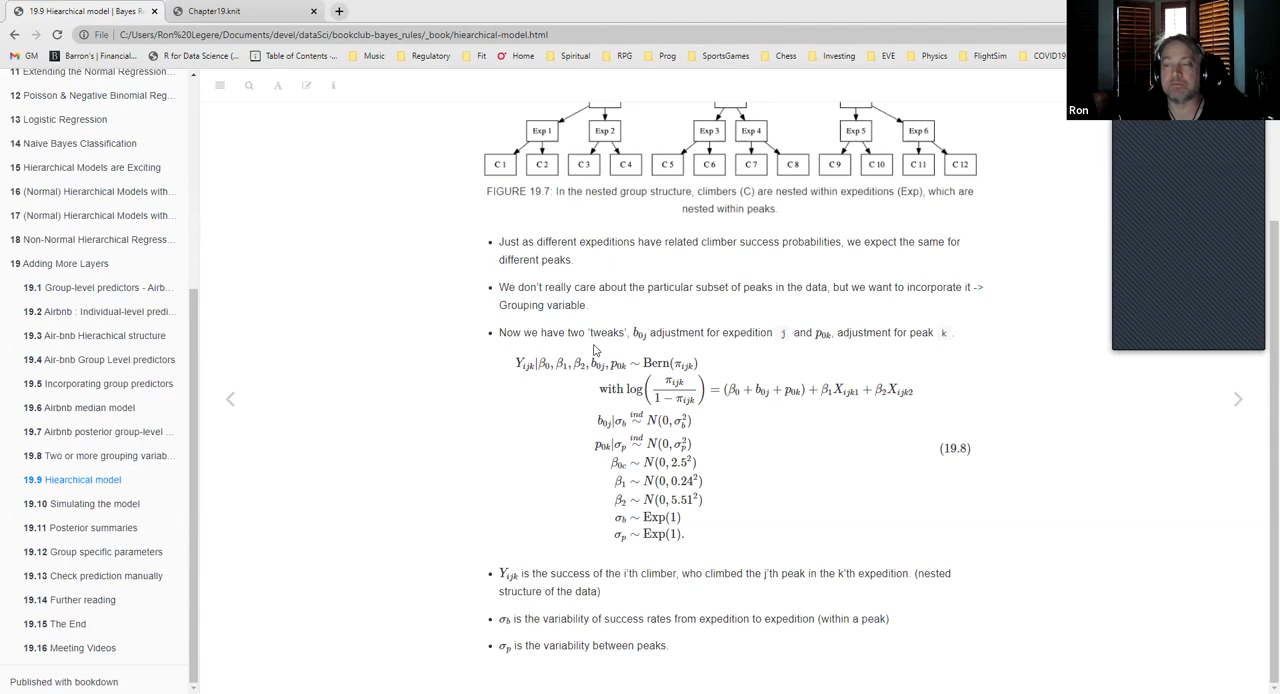 19.9 Hiearchical model | Bayes R
Chapter19.knit
File | C:/Users/Ron%20Legere/Documents/devel/dataSci/bookclub-bayes_rules/_book/hiearchical-model.html
GM
Barron's | Financial...
R for Data Science (...
Table of Contents -...
Music
Regulatory
Fit
Home
Spiritual
RPG
Prog
SportsGames
Chess
Investing
EVE
Physics
FlightSim
COVID19
Ron
11 Extending the Normal Regression...
12 Poisson & Negative Binomial Reg...
13 Logistic Regression
14 Naive Bayes Classification
15 Hierarchical Models are Exciting
16 (Normal) Hierarchical Models with...
17 (Normal) Hierarchical Models with...
18 Non-Normal Hierarchical Regress...
19 Adding More Layers
19.1 Group-level predictors - Airb...
19.2 Airbnb : Individual-level predi...
19.3 Air-bnb Hierachical structure
19.4 Air-bnb Group Level predictors
19.5 Incorporating group predictors
19.6 Airbnb median model
19.7 Airbnb posterior group-level ...
19.8 Two or more grouping variab...
19.9 Hiearchical model
19.10 Simulating the model
19.11 Posterior summaries
19.12 Group specific parameters
19.13 Check prediction manually
19.14 Further reading
19.15 The End
19.16 Meeting Videos
Published with bookdown
Exp 1 Exp 2 Exp 3 Exp 4 Exp 5 Exp 6
C 1 C 2 C 3 C 4 C 5 C 6 C 7 C 8 C 9 C 10 C 11 C 12
FIGURE 19.7: In the nested group structure, climbers (C) are nested within expeditions (Exp), which are
nested within peaks.
• Just as different expeditions have related climber success probabilities, we expect the same for
different peaks.
• We don't really care about the particular subset of peaks in the data, but we want to incorporate it ->
Grouping variable.
• Now we have two 'tweaks', b₀ⱼ adjustment for expedition j and p₀ₖ, adjustment for peak k .
Yᵢⱼₖ|β₀, β₁, β₂, b₀ⱼ, p₀ₖ ∼ Bern(πᵢⱼₖ)
with log(πᵢⱼₖ / 1 − πᵢⱼₖ) = (β₀ + b₀ⱼ + p₀ₖ) + β₁Xᵢⱼₖ₁ + β₂Xᵢⱼₖ₂
b₀ⱼ|σ_b ind ∼ N(0, σ_b²)
p₀ₖ|σₚ ind ∼ N(0, σₚ²)
(19.8)
β₀c ∼ N(0, 2.5²)
β₁ ∼ N(0, 0.24²)
β₂ ∼ N(0, 5.51²)
σ_b ∼ Exp(1)
σₚ ∼ Exp(1).
• Yᵢⱼₖ is the success of the i'th climber, who climbed the j'th peak in the k'th expedition. (nested
structure of the data)
• σ_b is the variability of success rates from expedition to expedition (within a peak)
• σₚ is the variability between peaks.